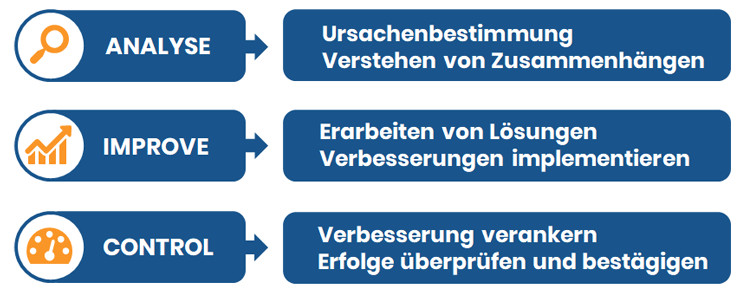 ANALYSE
Ursachenbestimmung
Verstehen von Zusammenhängen
IMPROVE
Erarbeiten von Lösungen
Verbesserungen implementieren
CONTROL
Verbesserung verankern
Erfolge überprüfen und bestägigen